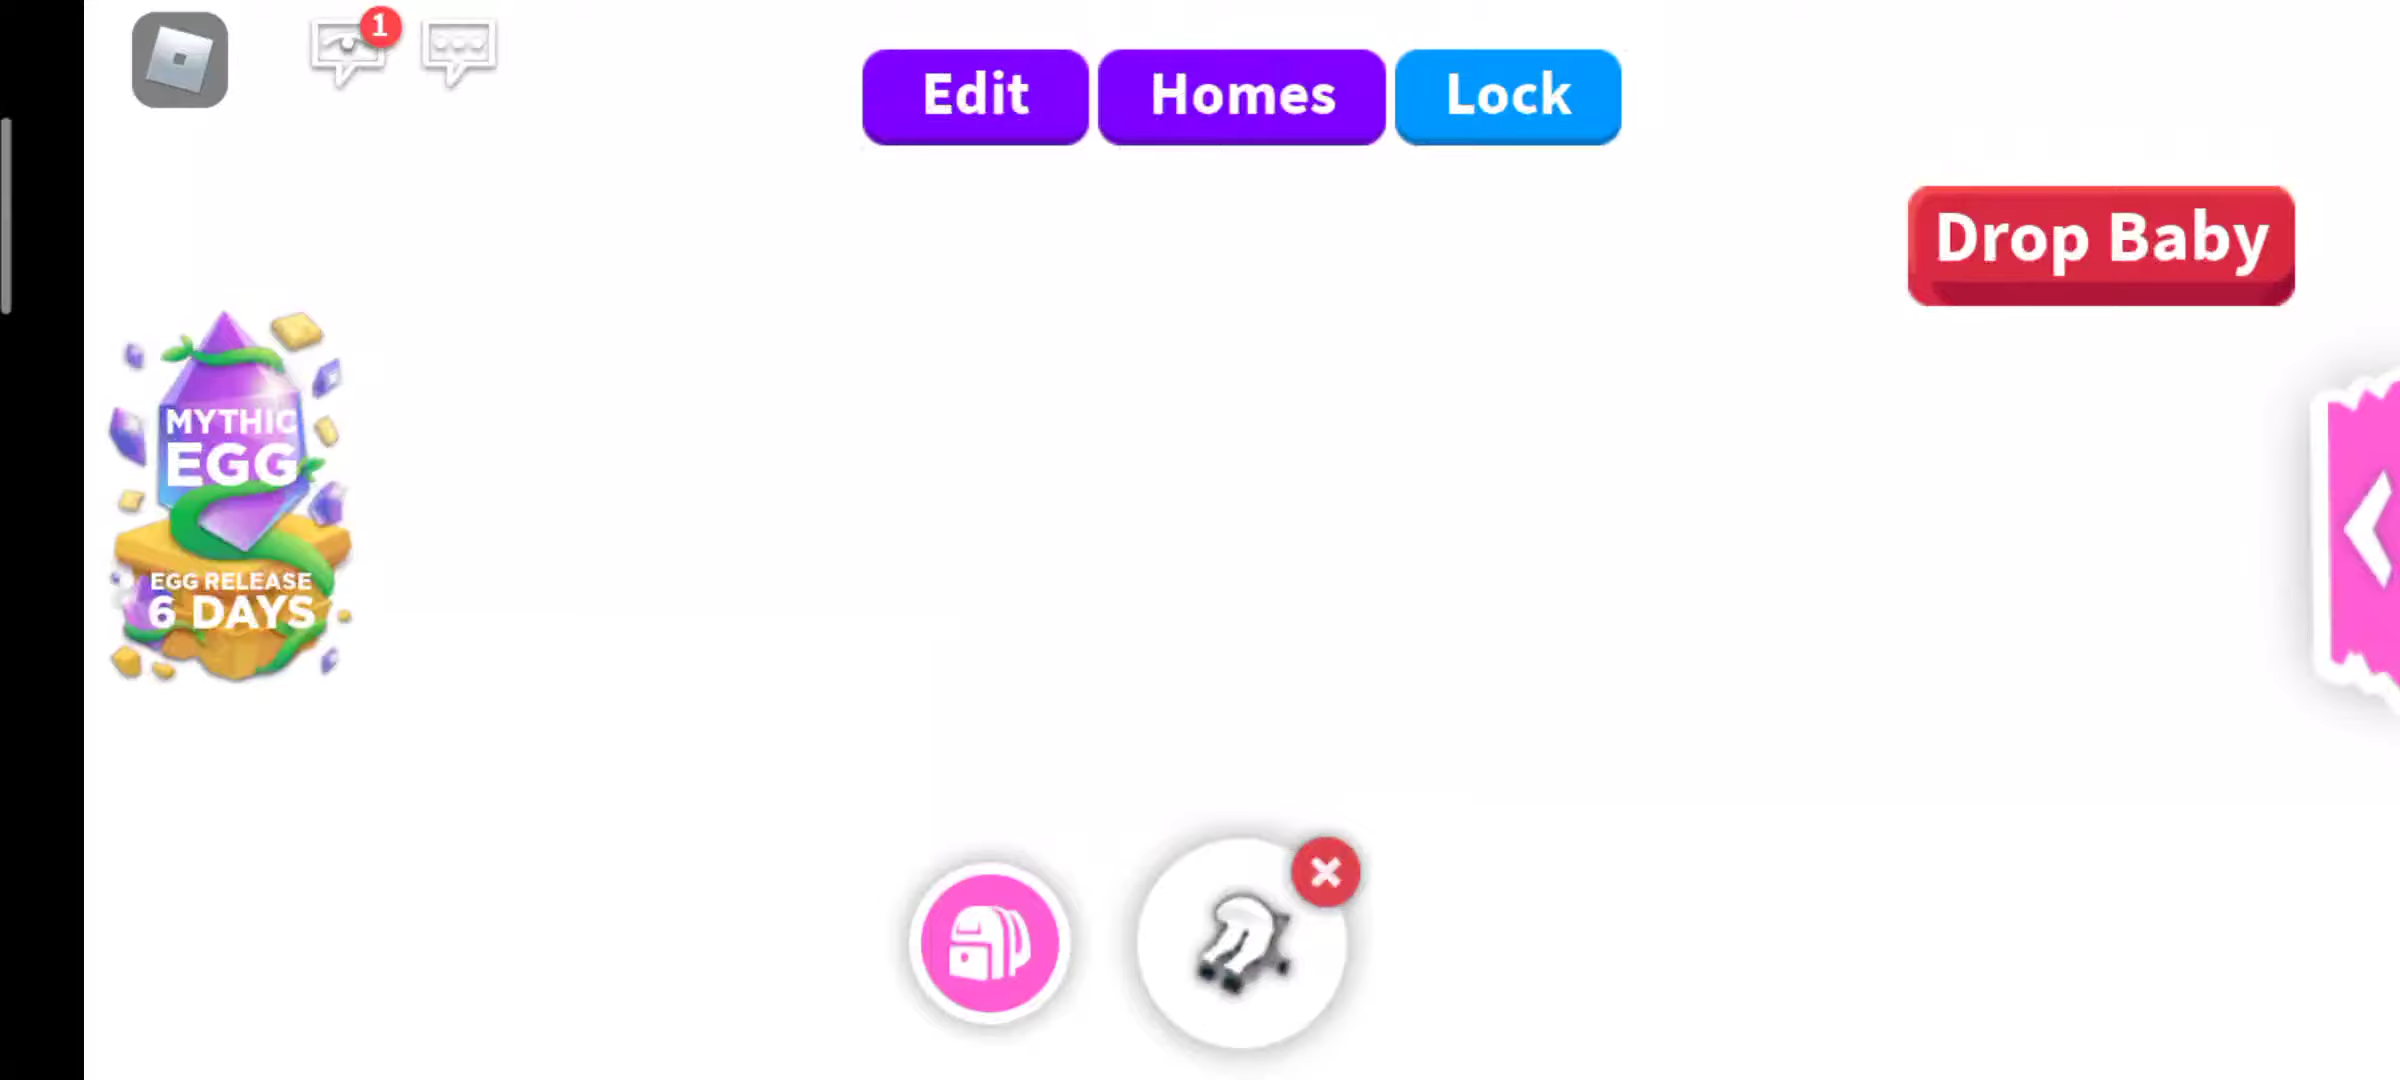 1
Edit
Homes
Lock
Drop Baby
MYTHIC
EGG
EGG RELEASE
6 DAYS